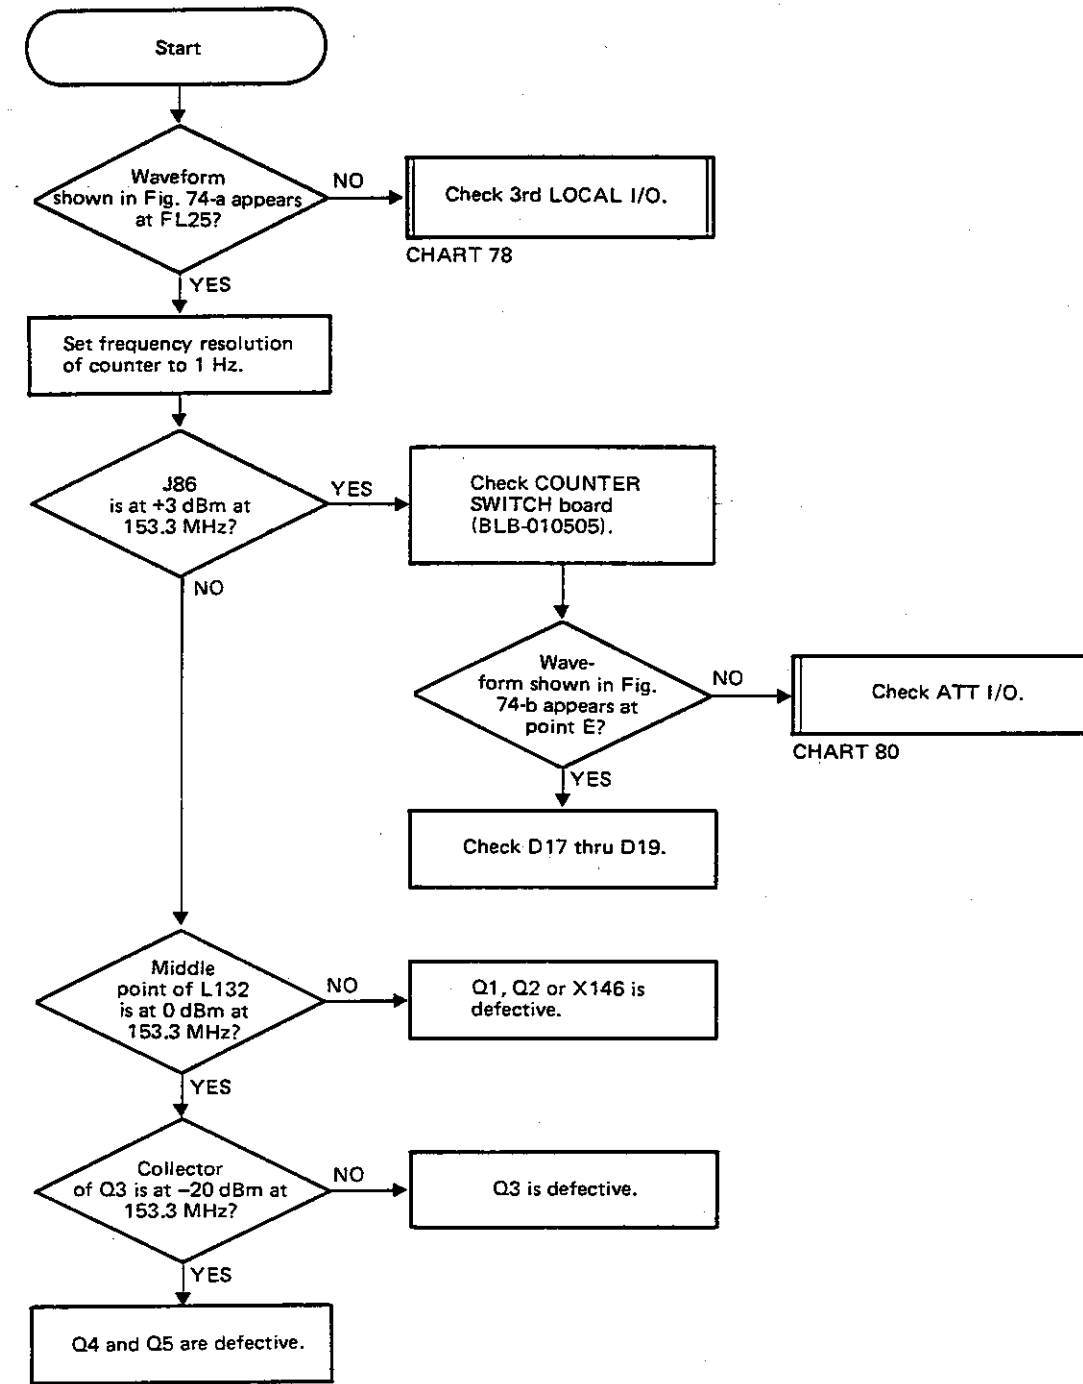 Start
Waveform
shown in Fig. 74-a appears
at FL25?
NO
Check 3rd LOCAL I/O.
CHART 78
YES
Set frequency resolution
of counter to 1 Hz.
J86
is at +3 dBm at
153.3 MHz?
YES
Check COUNTER
SWITCH board
(BLB-010505).
NO
Wave-
form shown in Fig.
74-b appears at
point E?
NO
Check ATT I/O.
CHART 80
YES
Check D17 thru D19.
Middle
point of L132
is at 0 dBm at
153.3 MHz?
NO
Q1, Q2 or X146 is
defective.
YES
Collector
of Q3 is at –20 dBm at
153.3 MHz?
NO
Q3 is defective.
YES
Q4 and Q5 are defective.